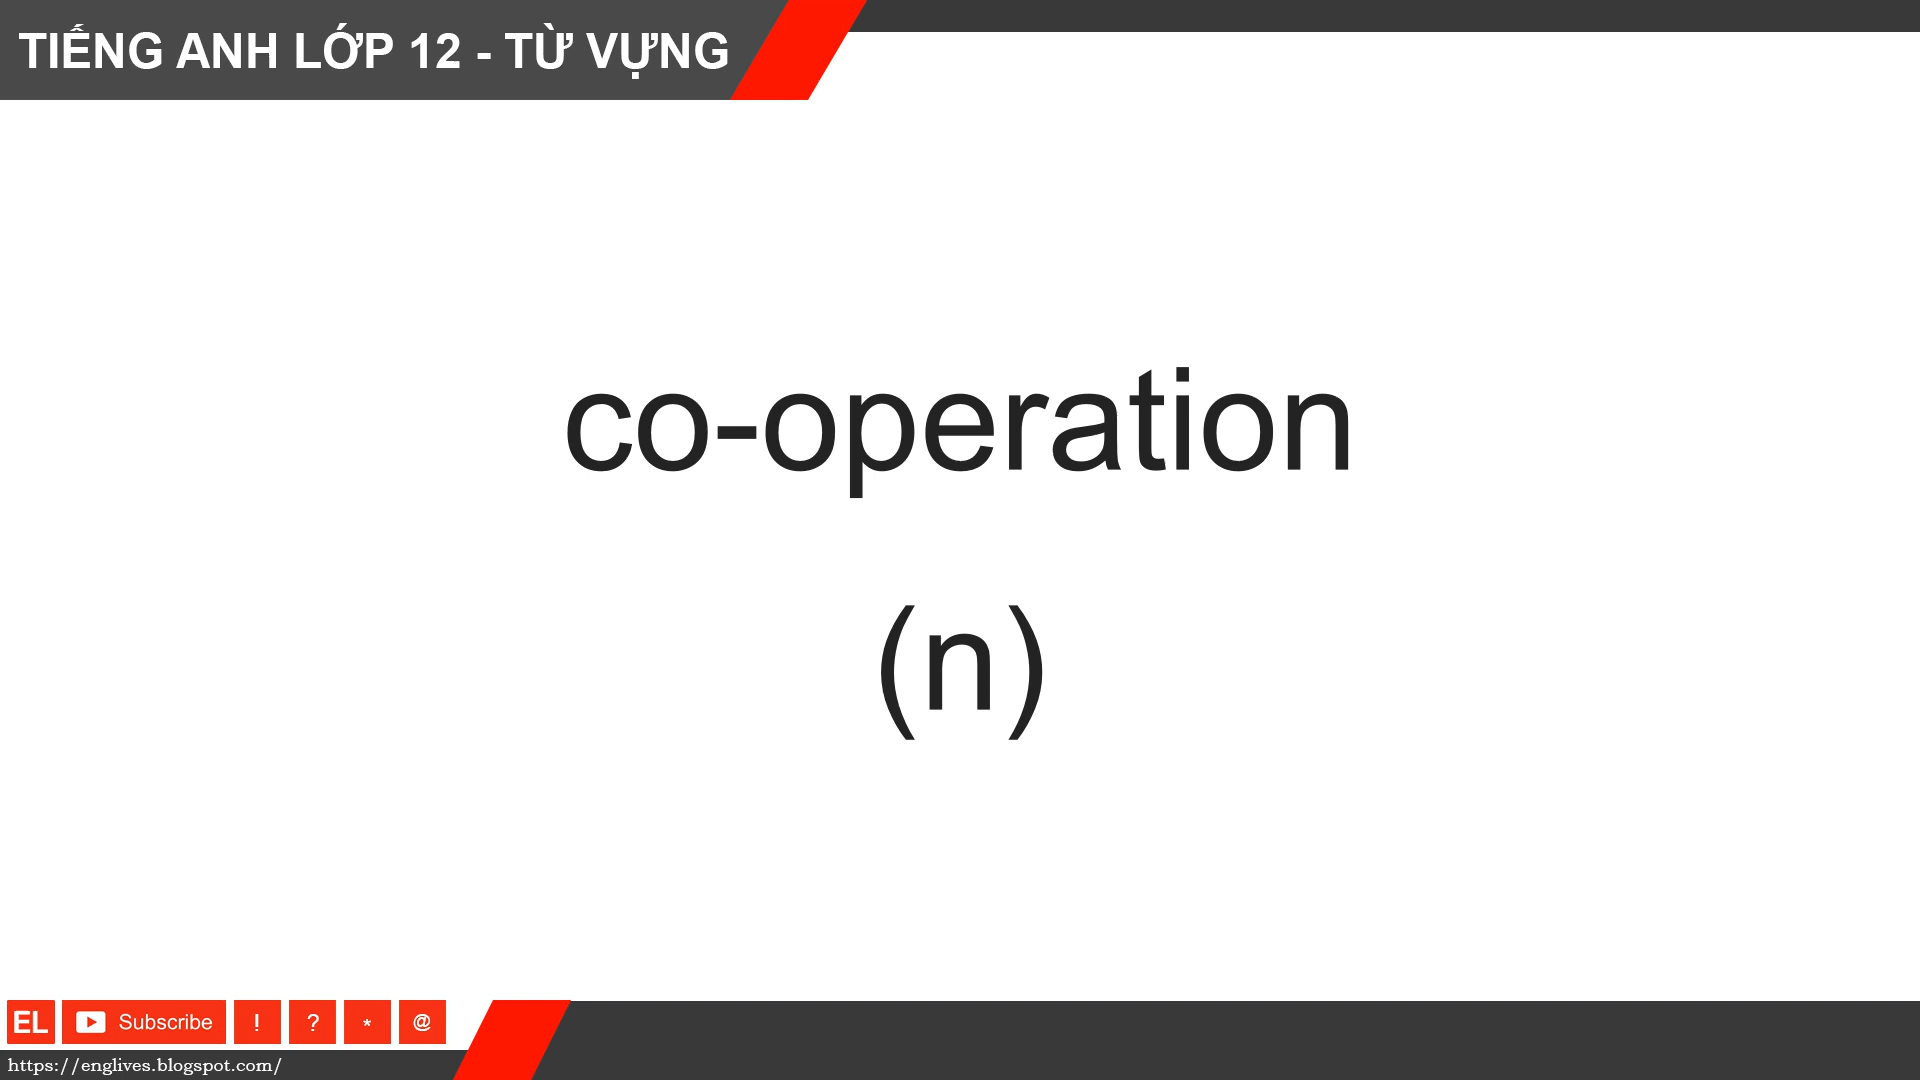 TIẾNG ANH LỚP 12 - TỪ VỰNG
co-operation
(n)
EL Subscribe ! ? * @
https://englives.blogspot.com/